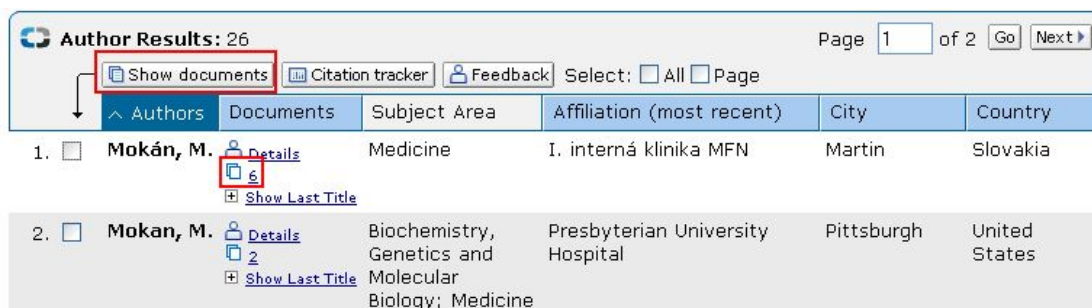 Author Results: 26 Page 1 of 2 Go Next
Show documents Citation tracker Feedback Select: All Page
Authors Documents Subject Area Affiliation (most recent) City Country
1. Mokán, M. Details Medicine I. interná klinika MFN Martin Slovakia
6
Show Last Title
2. Mokan, M. Details Biochemistry, Presbyterian University Pittsburgh United
2 Genetics and Hospital States
Show Last Title Molecular
Biology; Medicine